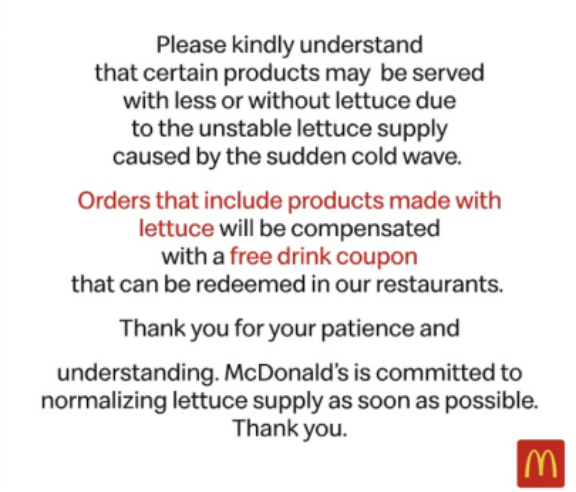 Please kindly understand
that certain products may be served
with less or without lettuce due
to the unstable lettuce supply
caused by the sudden cold wave.
Orders that include products made with
lettuce will be compensated
with a free drink coupon
that can be redeemed in our restaurants.
Thank you for your patience and
understanding. McDonald's is committed to
normalizing lettuce supply as soon as possible.
Thank you.